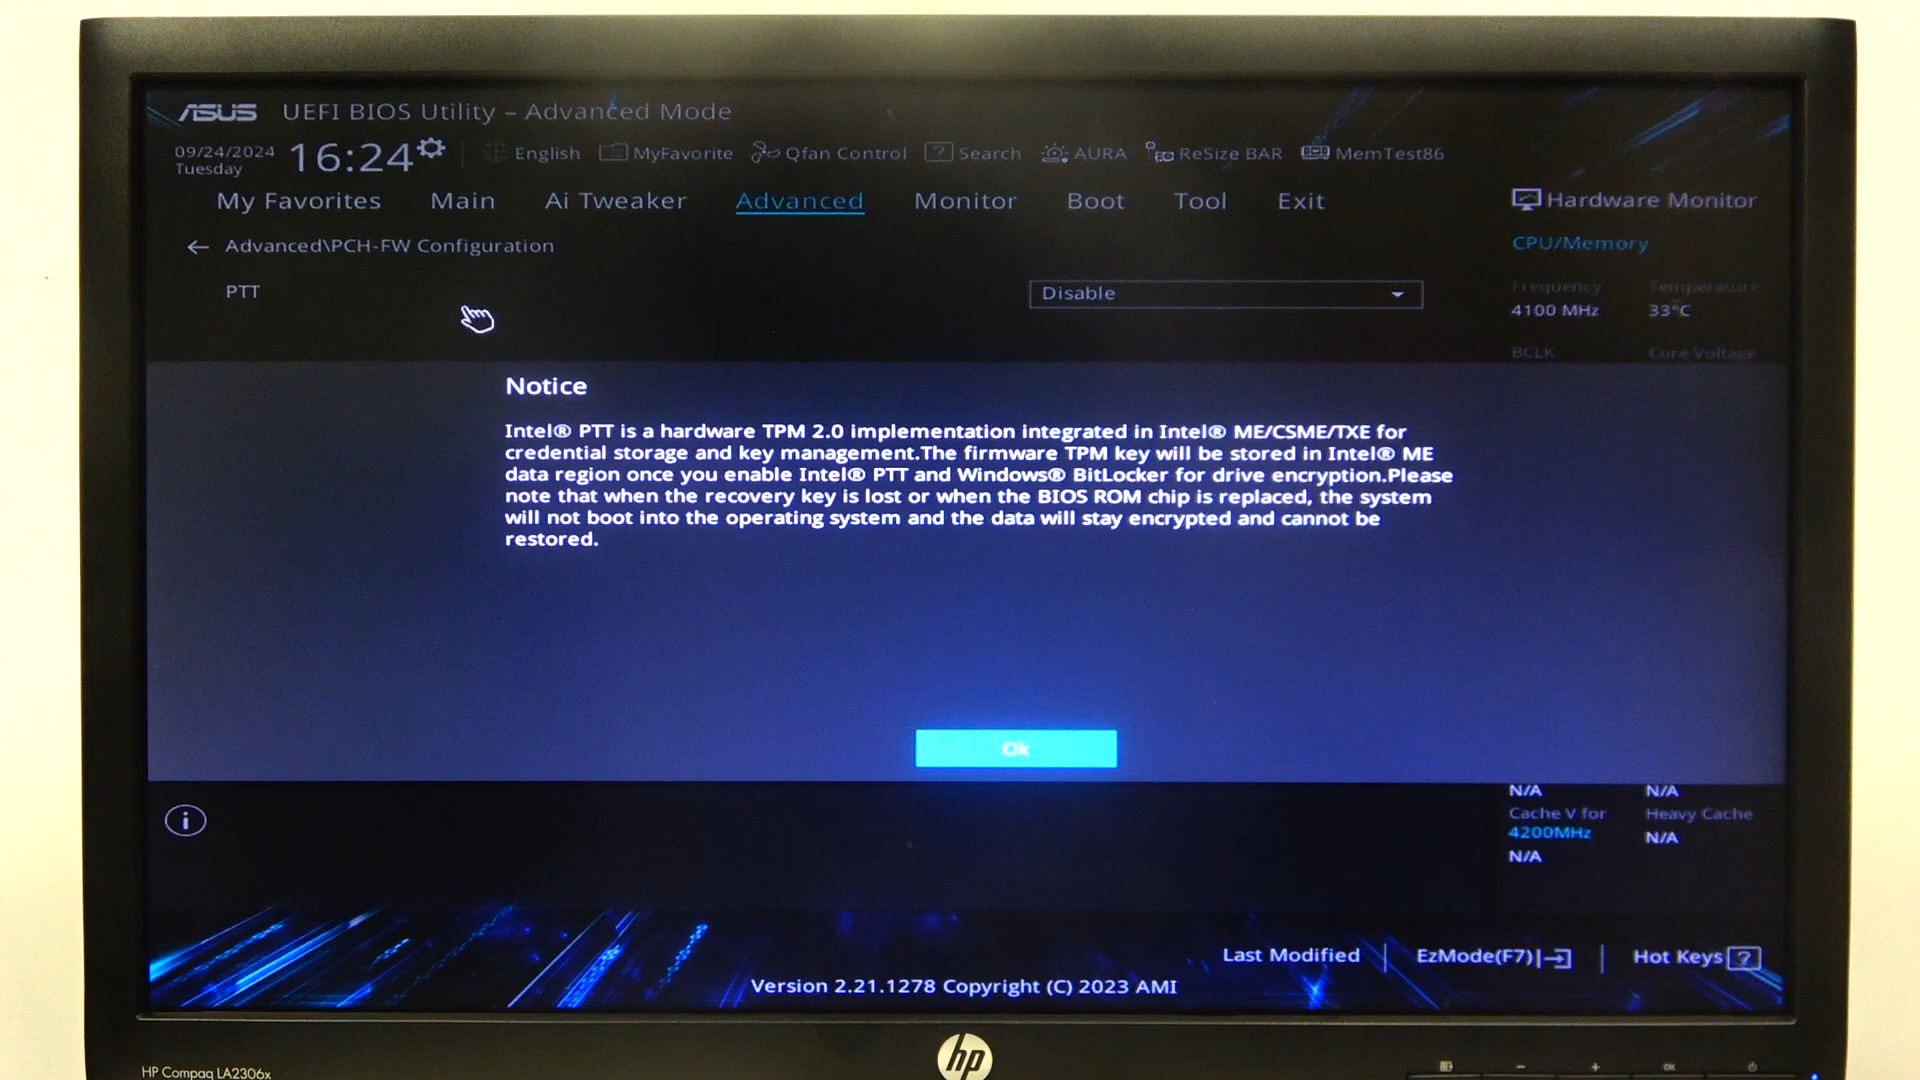 ASUS UEFI BIOS Utility – Advanced Mode
09/24/2024
Tuesday
16:24
English
MyFavorite
Qfan Control
? Search
AURA
ReSize BAR
MemTest86
My Favorites
Main
Ai Tweaker
Advanced
Monitor
Boot
Tool
Exit
Hardware Monitor
← Advanced\PCH-FW Configuration
CPU/Memory
PTT
Disable
Frequency Temperature
4100 MHz 33°C
BCLK Core Voltage
Notice
Intel® PTT is a hardware TPM 2.0 implementation integrated in Intel® ME/CSME/TXE for
credential storage and key management.The firmware TPM key will be stored in Intel® ME
data region once you enable Intel® PTT and Windows® BitLocker for drive encryption.Please
note that when the recovery key is lost or when the BIOS ROM chip is replaced, the system
will not boot into the operating system and the data will stay encrypted and cannot be
restored.
Ok
N/A N/A
Cache V for Heavy Cache
4200MHz N/A
N/A
i
Last Modified
EzMode(F7)
Hot Keys ?
Version 2.21.1278 Copyright (C) 2023 AMI
hp
HP Compaq LA2306x
− + OK